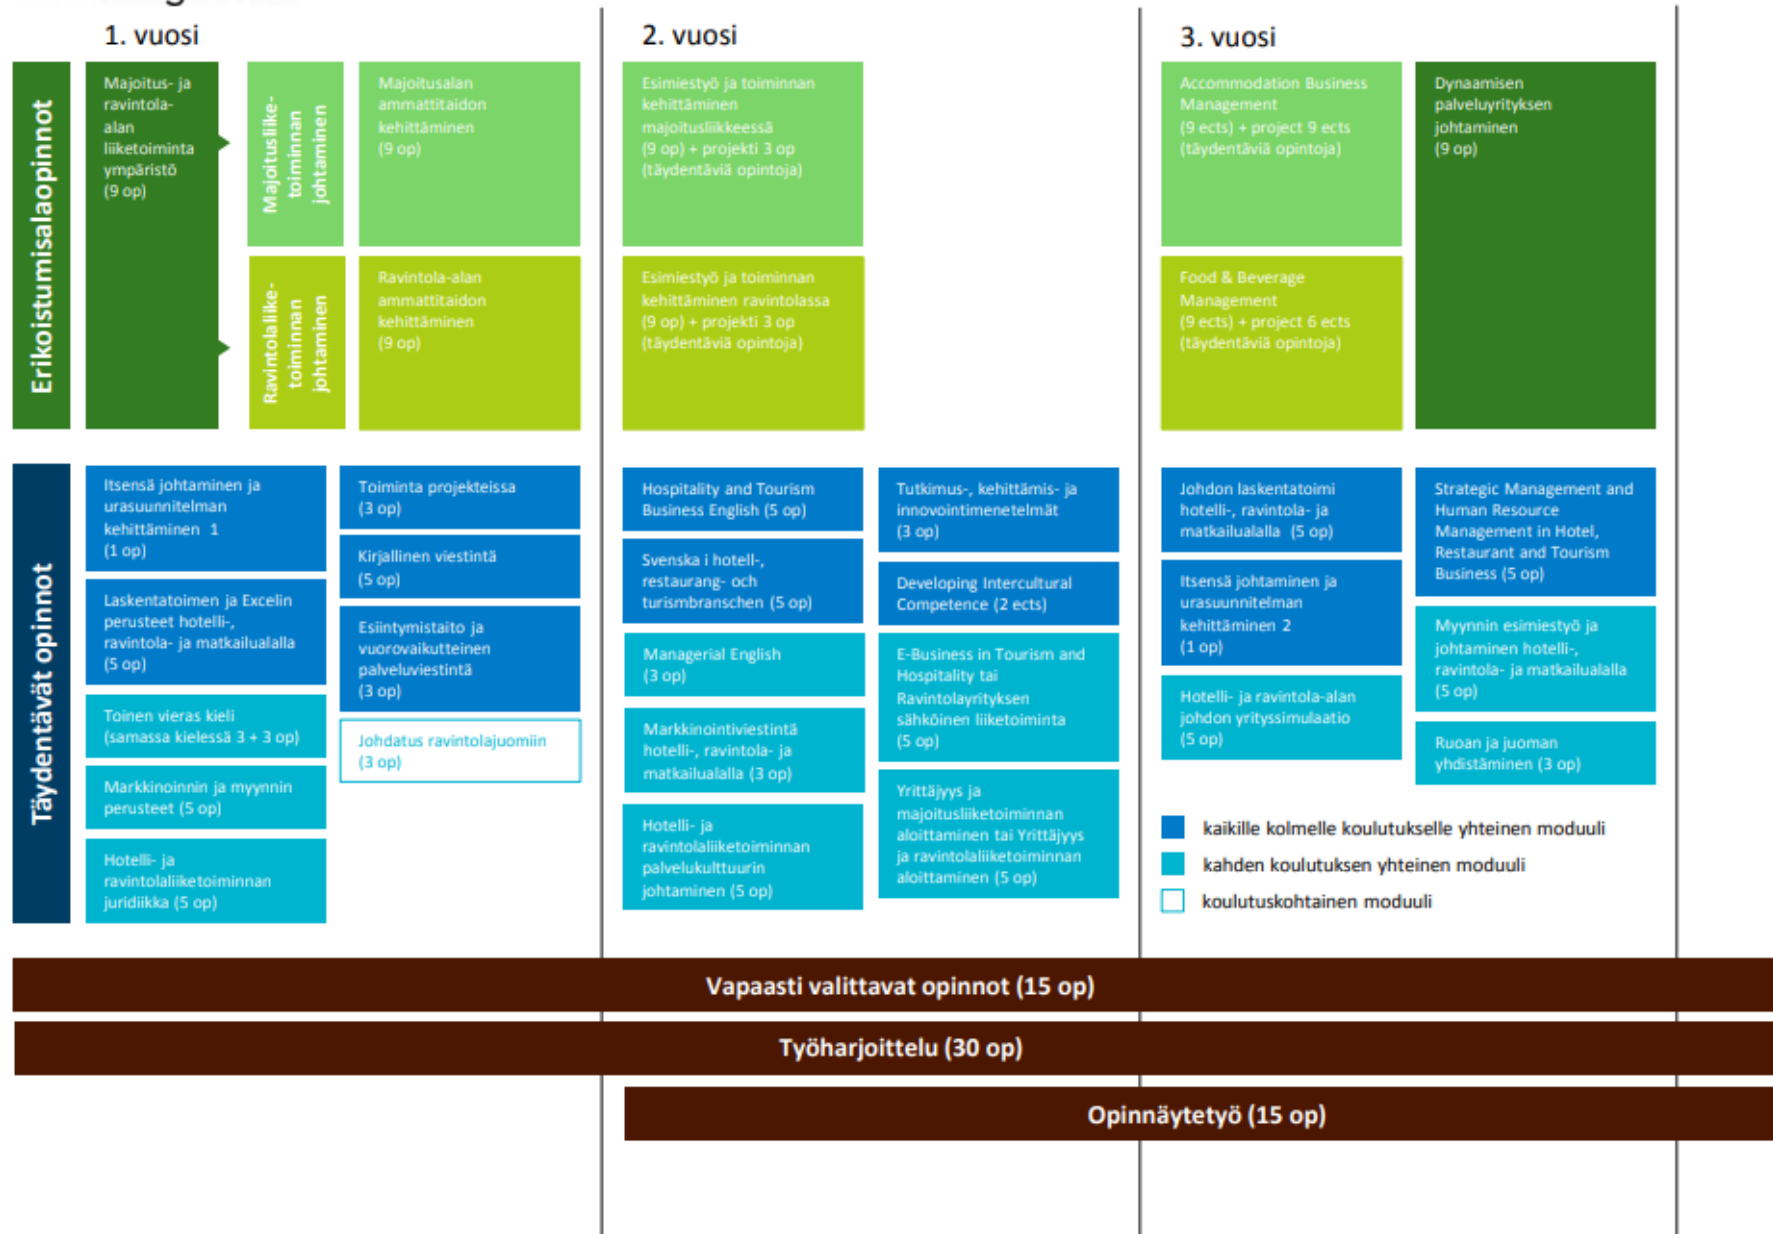 1. vuosi
2. vuosi
3. vuosi
Erikoistumisalaopinnot
Majoitus- ja
ravintola-
alan
liiketoiminta
ympäristö
(9 op)
Majoitusliike-
toiminnan
johtaminen
Majoitusalan
ammattitaidon
kehittäminen
(9 op)
Ravintolaliike-
toiminnan
johtaminen
Ravintola-alan
ammattitaidon
kehittäminen
(9 op)
Esimiestyö ja toiminnan
kehittäminen
majoitusliikkeessä
(9 op) + projekti 3 op
(täydentäviä opintoja)
Esimiestyö ja toiminnan
kehittäminen ravintolassa
(9 op) + projekti 3 op
(täydentäviä opintoja)
Accommodation Business
Management
(9 ects) + project 9 ects
(täydentäviä opintoja)
Food & Beverage
Management
(9 ects) + project 6 ects
(täydentäviä opintoja)
Dynaamisen
palveluyrityksen
johtaminen
(9 op)
Täydentävät opinnot
Itsensä johtaminen ja
urasuunnitelman
kehittäminen 1
(1 op)
Laskentatoimen ja Excelin
perusteet hotelli-,
ravintola- ja matkailualalla
(5 op)
Toinen vieras kieli
(samassa kielessä 3 + 3 op)
Markkinoinnin ja myynnin
perusteet (5 op)
Hotelli- ja
ravintolaliiketoiminnan
juridiikka (5 op)
Toiminta projekteissa
(3 op)
Kirjallinen viestintä
(5 op)
Esiintymistaito ja
vuorovaikutteinen
palveluviestintä
(3 op)
Johdatus ravintolajuomiin
(3 op)
Hospitality and Tourism
Business English (5 op)
Svenska i hotell-,
restaurang- och
turismbranschen (5 op)
Managerial English
(3 op)
Markkinointiviestintä
hotelli-, ravintola- ja
matkailualalla (3 op)
Hotelli- ja
ravintolaliiketoiminnan
palvelukulttuurin
johtaminen (5 op)
Tutkimus-, kehittämis- ja
innovointimenetelmät
(3 op)
Developing Intercultural
Competence (2 ects)
E-Business in Tourism and
Hospitality tai
Ravintolayrityksen
sähköinen liiketoiminta
(5 op)
Yrittäjyys ja
majoitusliiketoiminnan
aloittaminen tai Yrittäjyys
ja ravintolaliiketoiminnan
aloittaminen (5 op)
Johdon laskentatoimi
hotelli-, ravintola- ja
matkailualalla (5 op)
Itsensä johtaminen ja
urasuunnitelman
kehittäminen 2
(1 op)
Hotelli- ja ravintola-alan
johdon yrityssimulaatio
(5 op)
Strategic Management and
Human Resource
Management in Hotel,
Restaurant and Tourism
Business (5 op)
Myynnin esimiestyö ja
johtaminen hotelli-,
ravintola- ja matkailualalla
(5 op)
Ruoan ja juoman
yhdistäminen (3 op)
kaikille kolmelle koulutukselle yhteinen moduuli
kahden koulutuksen yhteinen moduuli
koulutuskohtainen moduuli
Vapaasti valittavat opinnot (15 op)
Työharjoittelu (30 op)
Opinnäytetyö (15 op)